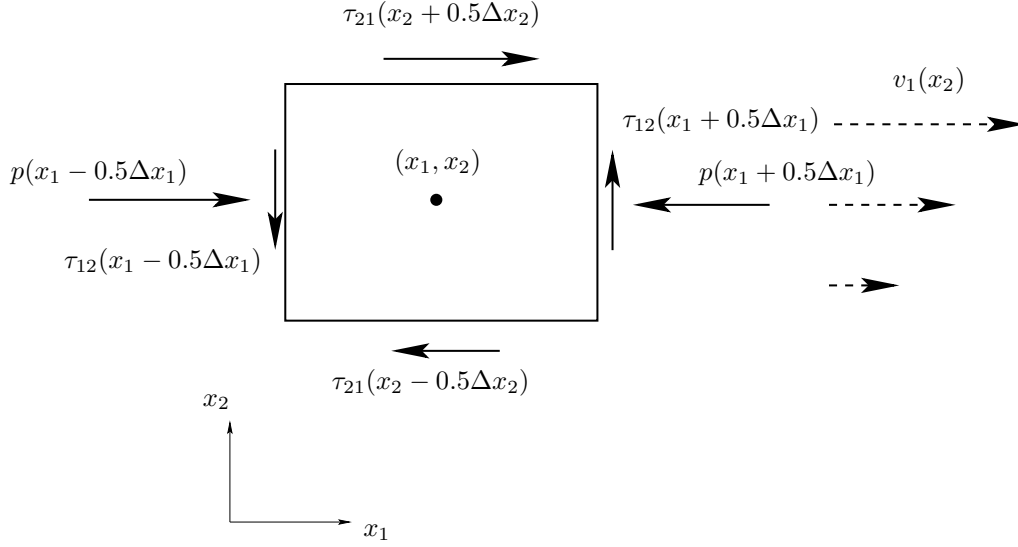 τ₂₁(x₂ + 0.5Δx₂)
v₁(x₂)
τ₁₂(x₁ + 0.5Δx₁)
p(x₁ − 0.5Δx₁)
(x₁, x₂)
p(x₁ + 0.5Δx₁)
τ₁₂(x₁ − 0.5Δx₁)
τ₂₁(x₂ − 0.5Δx₂)
x₂
x₁